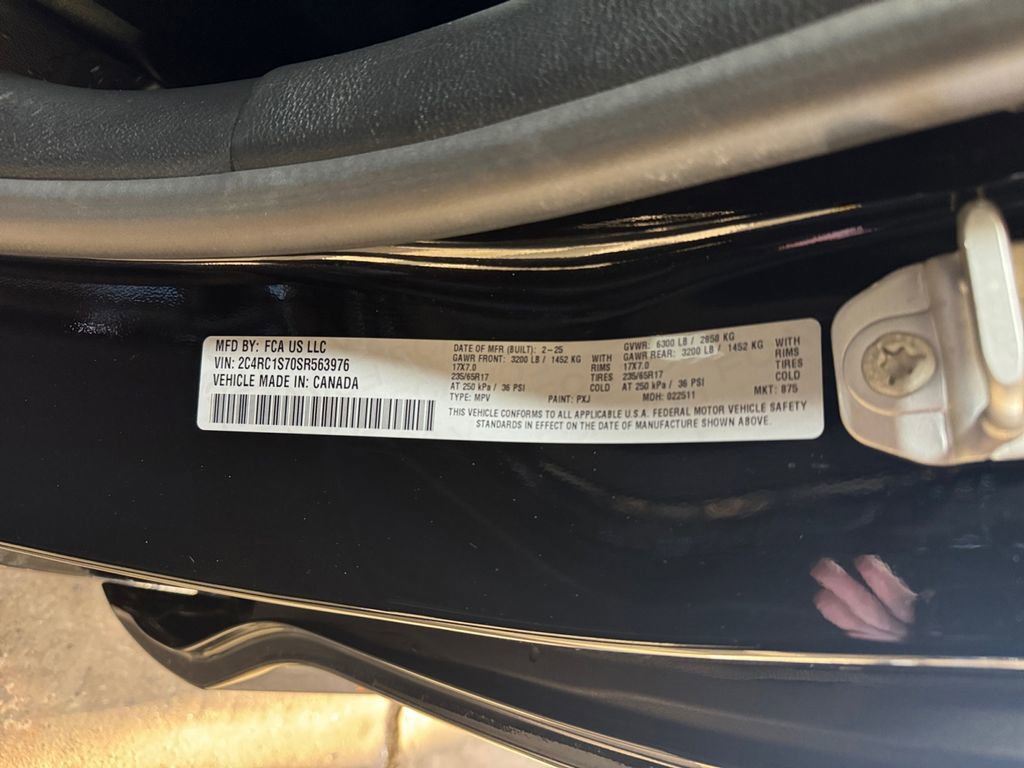 MFD BY: FCA US LLC
VIN: 2C4RC1S70SR563976
VEHICLE MADE IN: CANADA
DATE OF MFR (BUILT): 2-25
GAWR FRONT: 3200 LB / 1452 KG WITH
17X7.0 RIMS
235/65R17 TIRES
AT 250 kPa / 36 PSI COLD
TYPE: MPV PAINT: PXJ
GVWR: 6300 LB / 2858 KG
GAWR REAR: 3200 LB / 1452 KG WITH
17X7.0 RIMS
235/65R17 TIRES
AT 250 kPa / 36 PSI COLD
MDH: 022511 MKT: B75
THIS VEHICLE CONFORMS TO ALL APPLICABLE U.S.A. FEDERAL MOTOR VEHICLE SAFETY
STANDARDS IN EFFECT ON THE DATE OF MANUFACTURE SHOWN ABOVE.